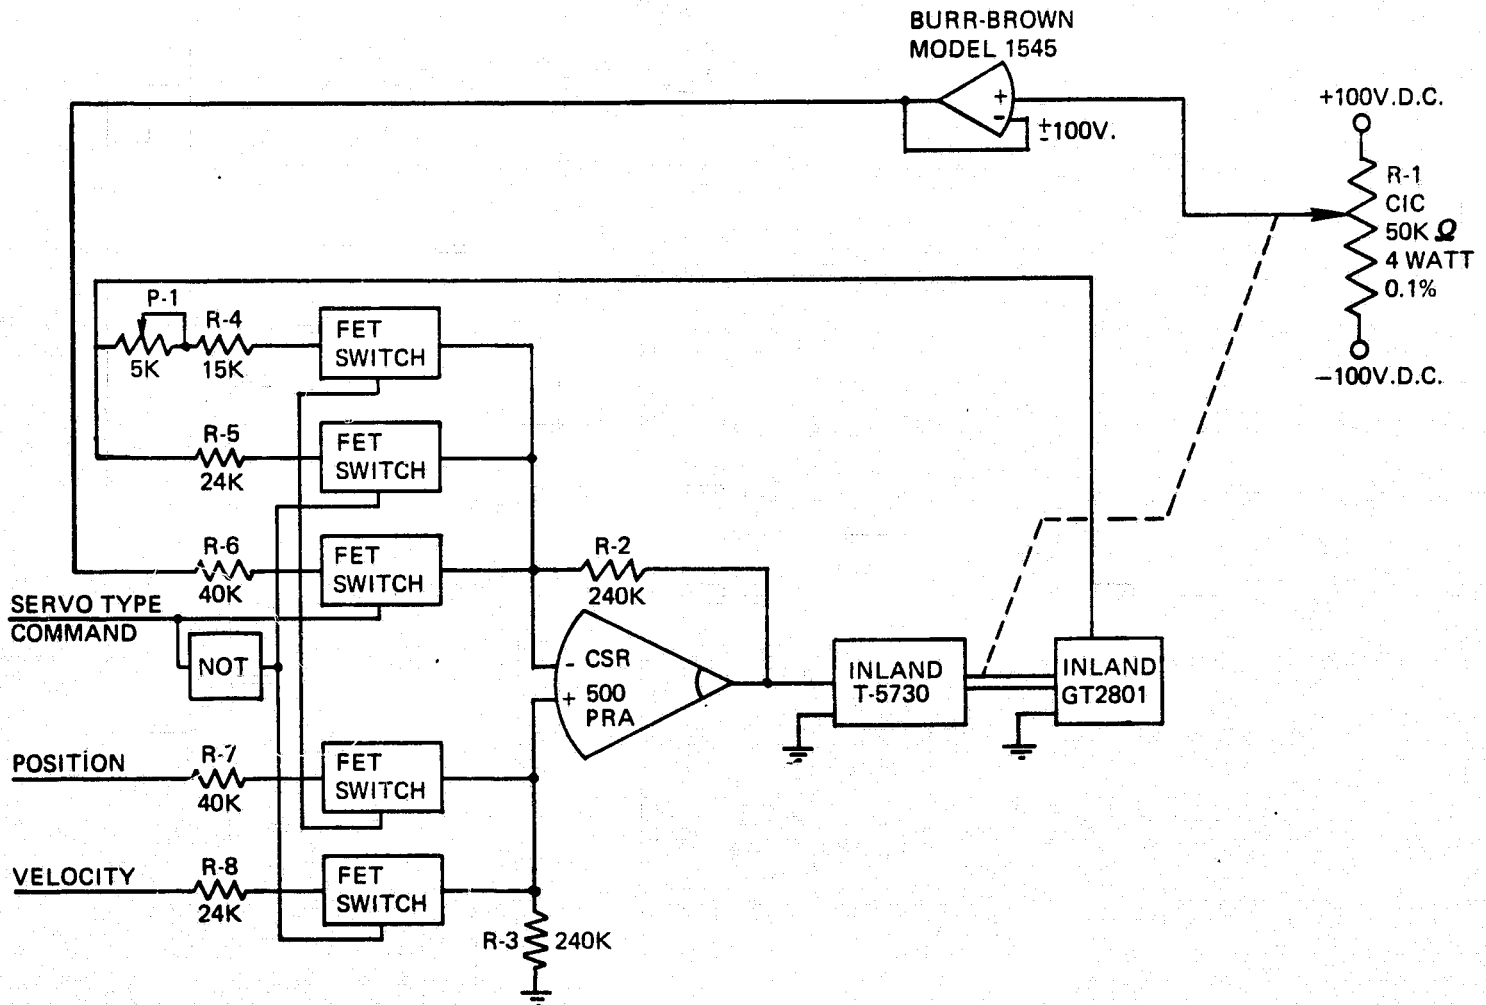 BURR-BROWN
MODEL 1545
+
-
±100V.
+100V.D.C.
R-1
CIC
50K Ω
4 WATT
0.1%
−100V.D.C.
P-1
5K
R-4
15K
FET
SWITCH
R-5
24K
FET
SWITCH
R-6
40K
FET
SWITCH
R-2
240K
SERVO TYPE
COMMAND
NOT
- CSR
+ 500
PRA
INLAND
T-5730
INLAND
GT2801
POSITION
R-7
40K
FET
SWITCH
VELOCITY
R-8
24K
FET
SWITCH
R-3 240K